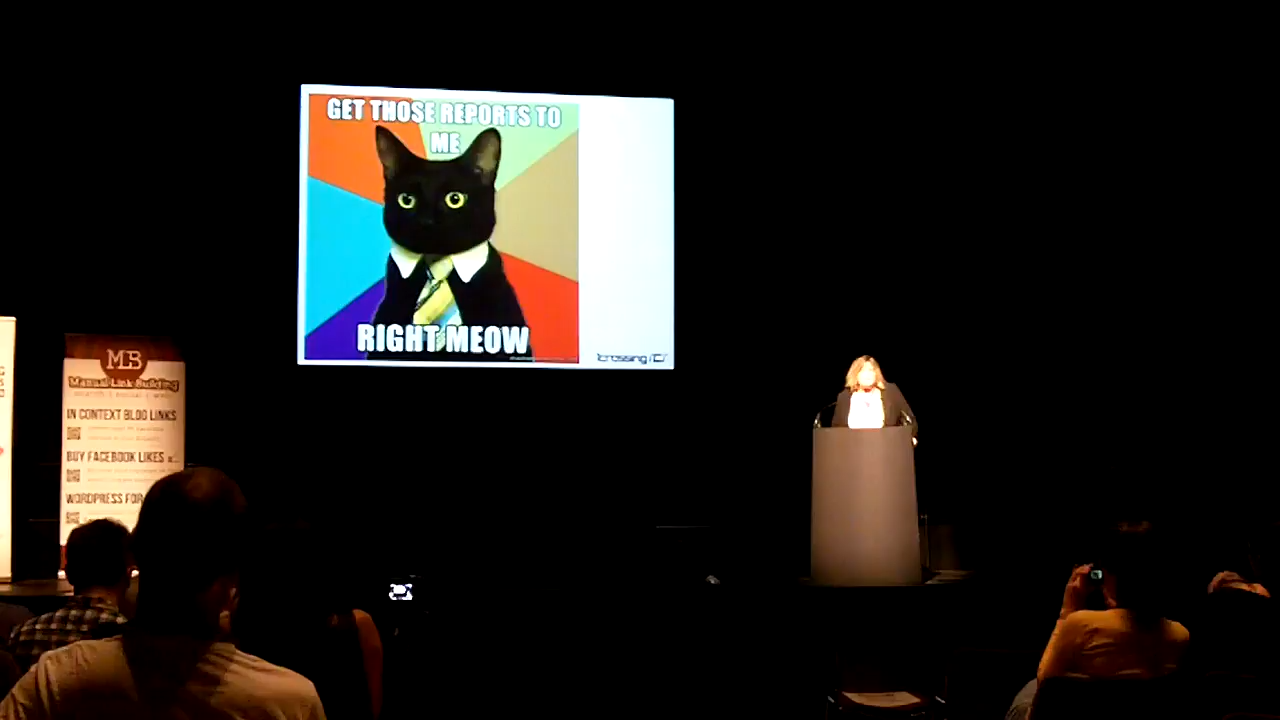 GET THOSE REPORTS TO
ME
RIGHT MEOW
icrossing
MB
Manual Link Building
IN CONTEXT BLOG LINKS
BUY FACEBOOK LIKES
WORDPRESS FOR